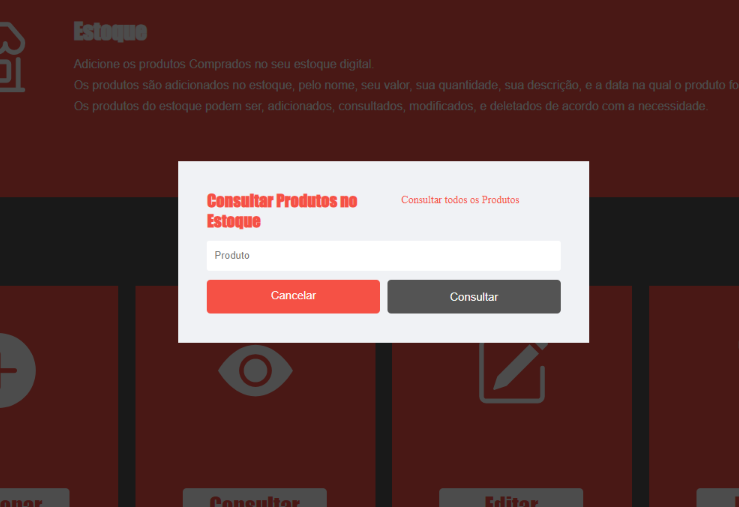 Estoque
Adicione os produtos Comprados no seu estoque digital.
Os produtos são adicionados no estoque, pelo nome, seu valor, sua quantidade, sua descrição, e a data na qual o produto fo
Os produtos do estoque podem ser, adicionados, consultados, modificados, e deletados de acordo com a necessidade.
Consultar Produtos no
Estoque
Consultar todos os Produtos
Produto
Cancelar
Consultar
onar
Consultar
Editar